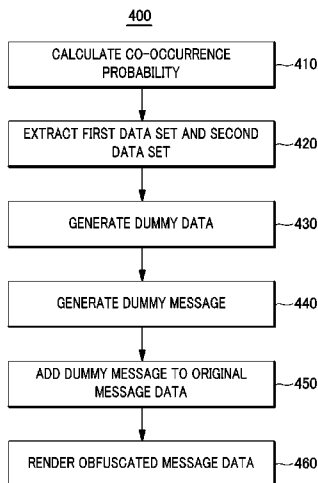 400
CALCULATE CO-OCCURRENCE
PROBABILITY
410
EXTRACT FIRST DATA SET AND SECOND
DATA SET
420
GENERATE DUMMY DATA
430
GENERATE DUMMY MESSAGE
440
ADD DUMMY MESSAGE TO ORIGINAL
MESSAGE DATA
450
RENDER OBFUSCATED MESSAGE DATA
460